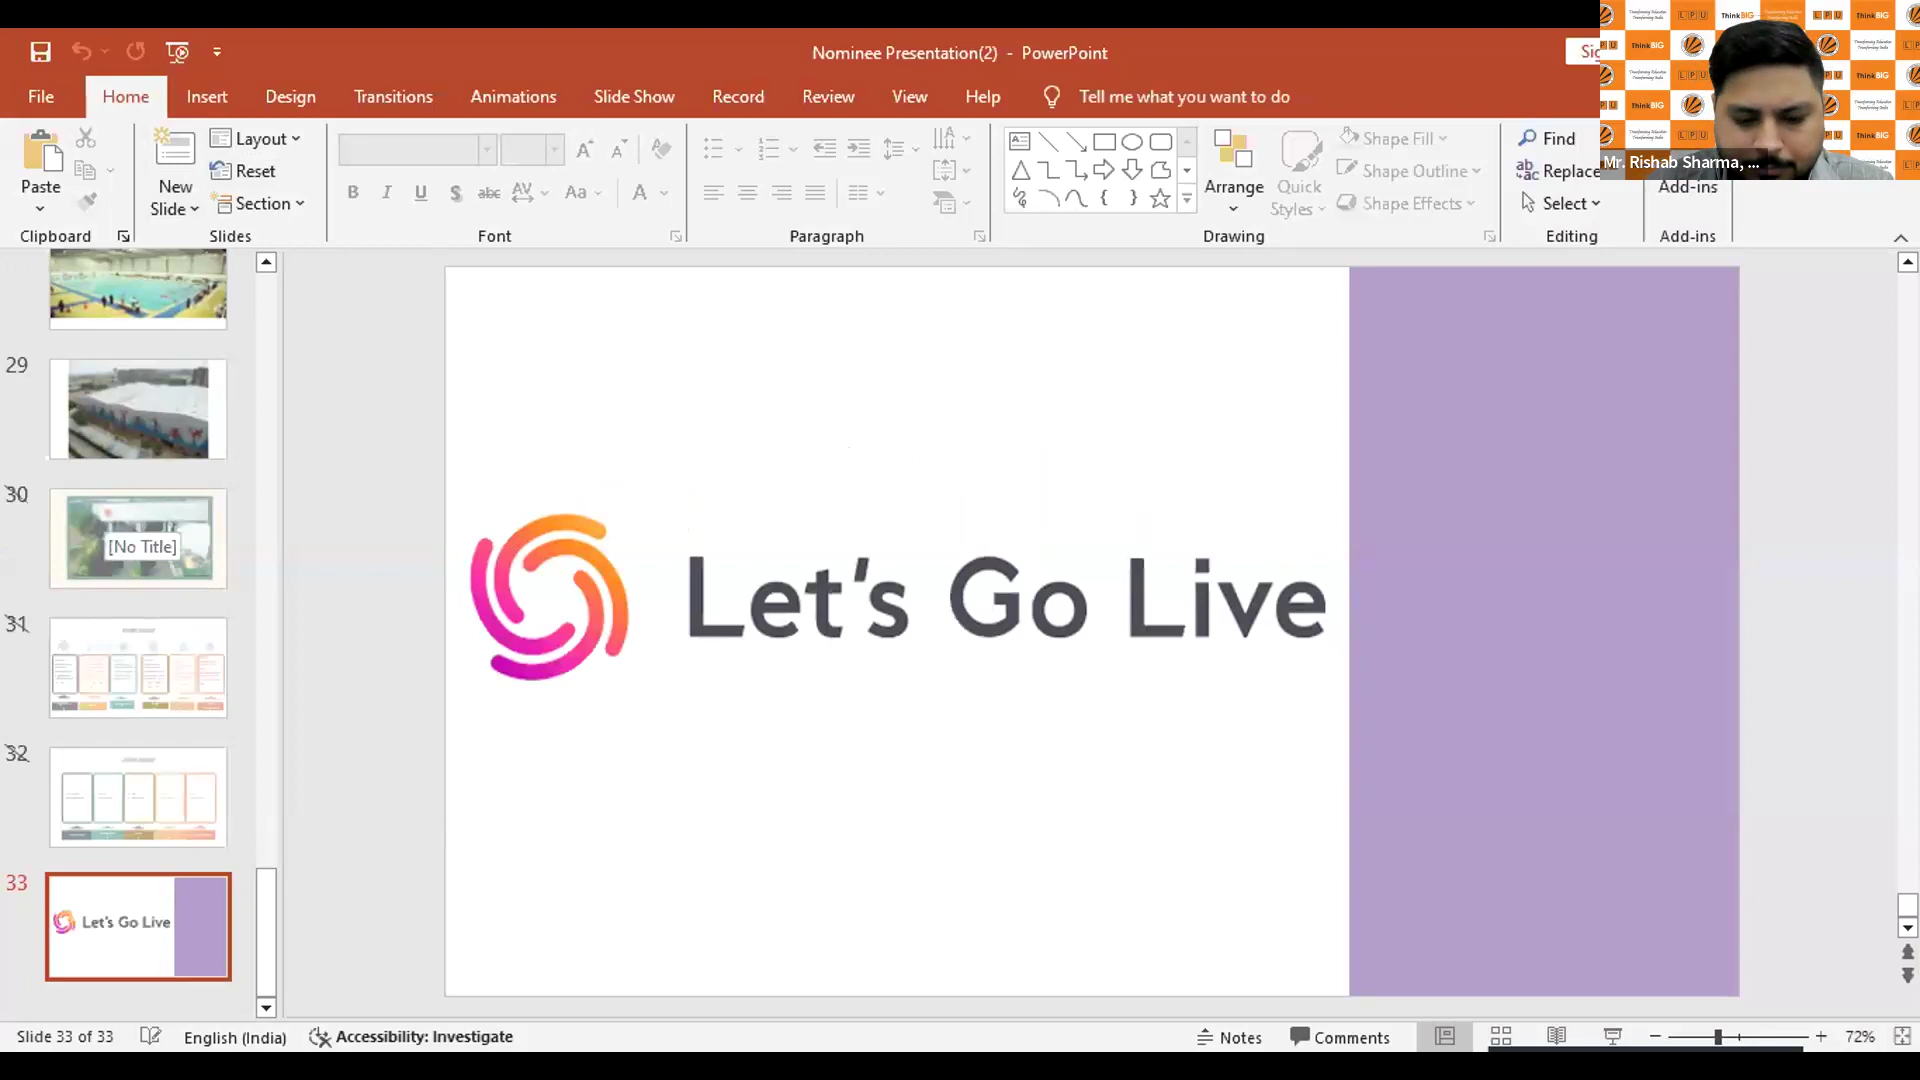 Nominee Presentation(2) - PowerPoint
File
Home
Insert
Design
Transitions
Animations
Slide Show
Record
Review
View
Help
Tell me what you want to do
Paste
Clipboard
New
Slide
Layout
Reset
Section
Slides
Font
Paragraph
Arrange
Quick
Styles
Shape Fill
Shape Outline
Shape Effects
Drawing
Find
Replace
Select
Editing
Add-ins
Add-ins
Mr. Rishab Sharma, ...
29
30
[No Title]
31
32
33
Let's Go Live
Let's Go Live
Slide 33 of 33
English (India)
Accessibility: Investigate
Notes
Comments
72%